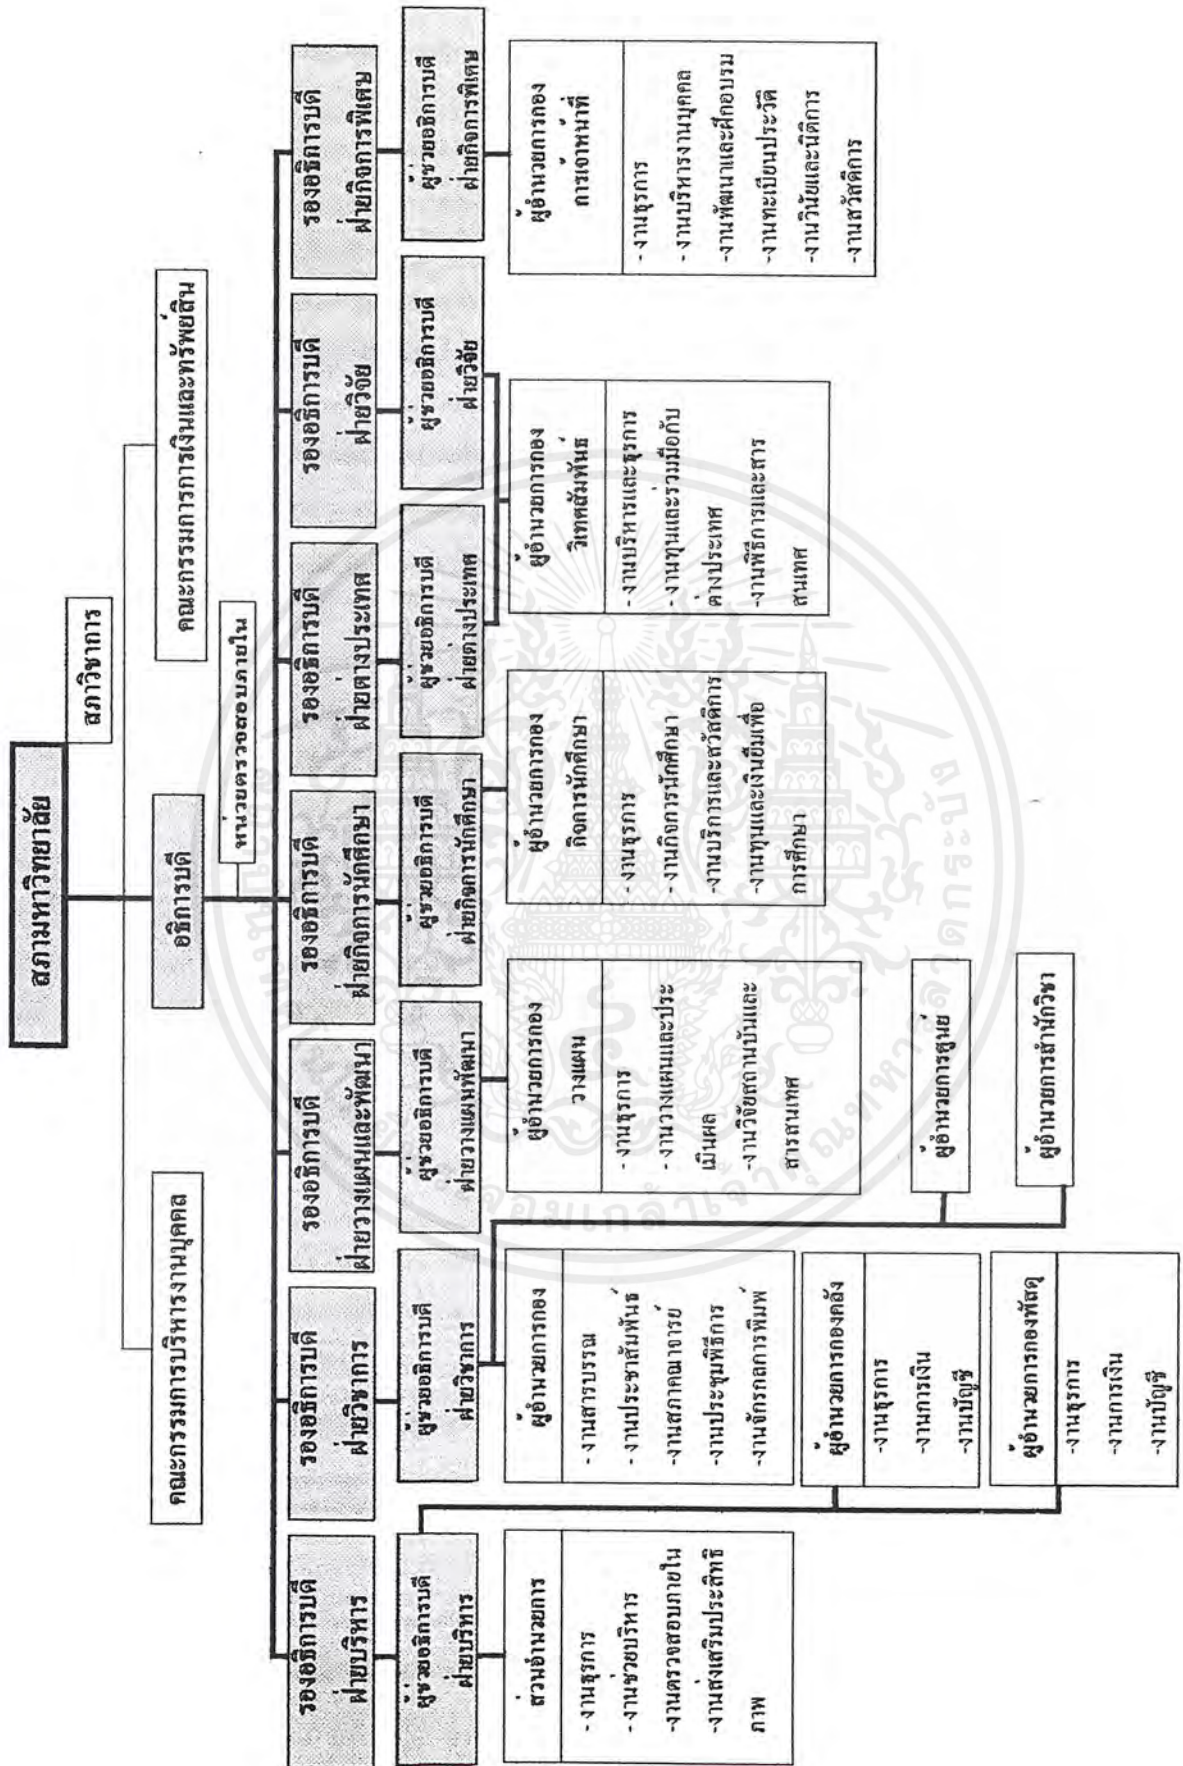 สภามหาวิทยาลัย
สภาวิชาการ
คณะกรรมการบริหารงานบุคคล
อธิการบดี
คณะกรรมการการเงินและทรัพย์สิน
หน่วยตรวจสอบภายใน
รองอธิการบดี
ฝ่ายบริหาร
รองอธิการบดี
ฝ่ายวิชาการ
รองอธิการบดี
ฝ่ายวางแผนและพัฒนา
รองอธิการบดี
ฝ่ายกิจการนักศึกษา
รองอธิการบดี
ฝ่ายต่างประเทศ
รองอธิการบดี
ฝ่ายวิจัย
รองอธิการบดี
ฝ่ายกิจการพิเศษ
ผู้ช่วยอธิการบดี
ฝ่ายบริหาร
ผู้ช่วยอธิการบดี
ฝ่ายวิชาการ
ผู้ช่วยอธิการบดี
ฝ่ายวางแผนพัฒนา
ผู้ช่วยอธิการบดี
ฝ่ายกิจการนักศึกษา
ผู้ช่วยอธิการบดี
ฝ่ายต่างประเทศ
ผู้ช่วยอธิการบดี
ฝ่ายวิจัย
ผู้ช่วยอธิการบดี
ฝ่ายกิจการพิเศษ
ส่วนอำนวยการ
- งานธุรการ
- งานช่วยบริหาร
-งานตรวจสอบภายใน
-งานส่งเสริมประสิทธิ
ภาพ
ผู้อำนวยการกอง
- งานสารบรรณ
- งานประชาสัมพันธ์
-งานสภาคณาจารย์
-งานประชุมพิธีการ
-งานจักรกลการพิมพ์
ผู้อำนวยการกอง
วางแผน
- งานธุรการ
- งานวางแผนและประ
เมินผล
-งานวิจัยสถาบันและ
สารสนเทศ
ผู้อำนวยการกอง
กิจการนักศึกษา
- งานธุรการ
- งานกิจการนักศึกษา
-งานบริการและสวัสดิการ
-งานทุนและเงินยืมเพื่อ
การศึกษา
ผู้อำนวยการกอง
วิเทศสัมพันธ์
- งานบริหารและธุรการ
- งานทุนและร่วมมือกับ
ต่างประเทศ
-งานพิธีการและสาร
สนเทศ
ผู้อำนวยการกอง
การเจ้าหน้าที่
- งานธุรการ
- งานบริหารงานบุคคล
-งานพัฒนาและฝึกอบรม
-งานทะเบียนประวัติ
-งานวินัยและนิติการ
-งานสวัสดิการ
ผู้อำนวยการกองคลัง
-งานธุรการ
-งานการเงิน
-งานบัญชี
ผู้อำนวยการศูนย์
ผู้อำนวยการกองพัสดุ
-งานธุรการ
-งานการเงิน
-งานบัญชี
ผู้อำนวยการสำนักวิชา
จอมเกล้าเจ้าคุณทหารลาดกระบัง